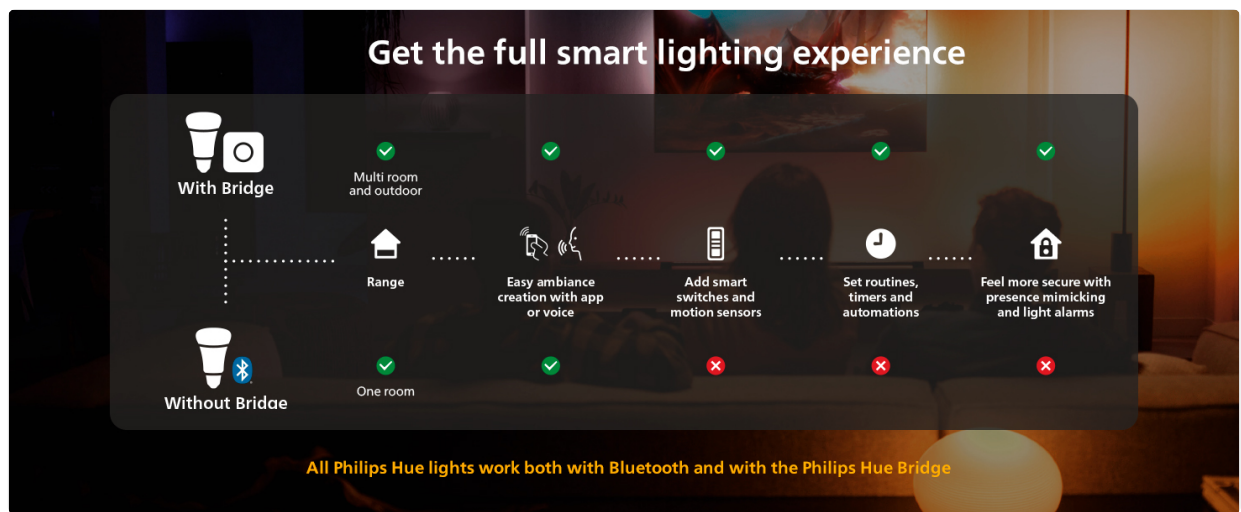 Get the full smart lighting experience
With Bridge
Multi room
and outdoor
Range
Easy ambiance
creation with app
or voice
Add smart
switches and
motion sensors
Set routines,
timers and
automations
Feel more secure with
presence mimicking
and light alarms
Without Bridge
One room
All Philips Hue lights work both with Bluetooth and with the Philips Hue Bridge